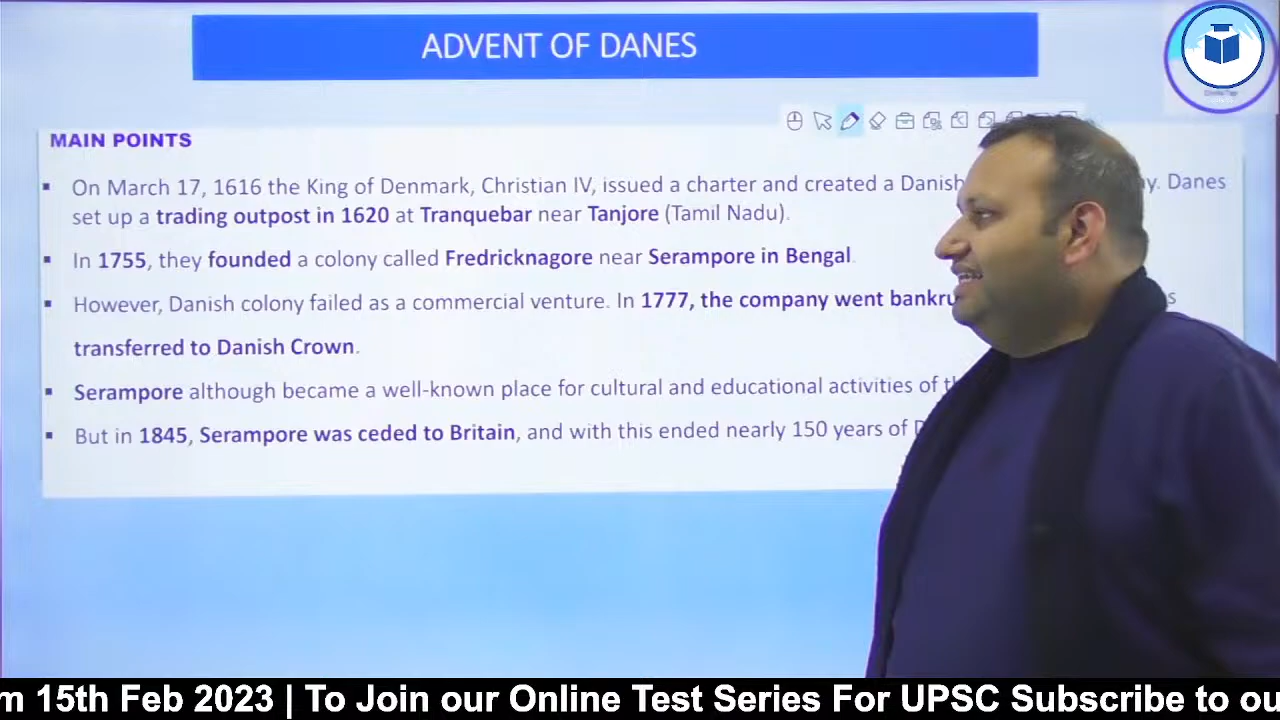 ADVENT OF DANES
MAIN POINTS
▪ On March 17, 1616 the King of Denmark, Christian IV, issued a charter and created a Danish y. Danes
set up a trading outpost in 1620 at Tranquebar near Tanjore (Tamil Nadu).
▪ In 1755, they founded a colony called Fredricknagore near Serampore in Bengal.
▪ However, Danish colony failed as a commercial venture. In 1777, the company went bankru s
transferred to Danish Crown.
▪ Serampore although became a well-known place for cultural and educational activities of t
▪ But in 1845, Serampore was ceded to Britain, and with this ended nearly 150 years of D
m 15th Feb 2023 | To Join our Online Test Series For UPSC Subscribe to ou